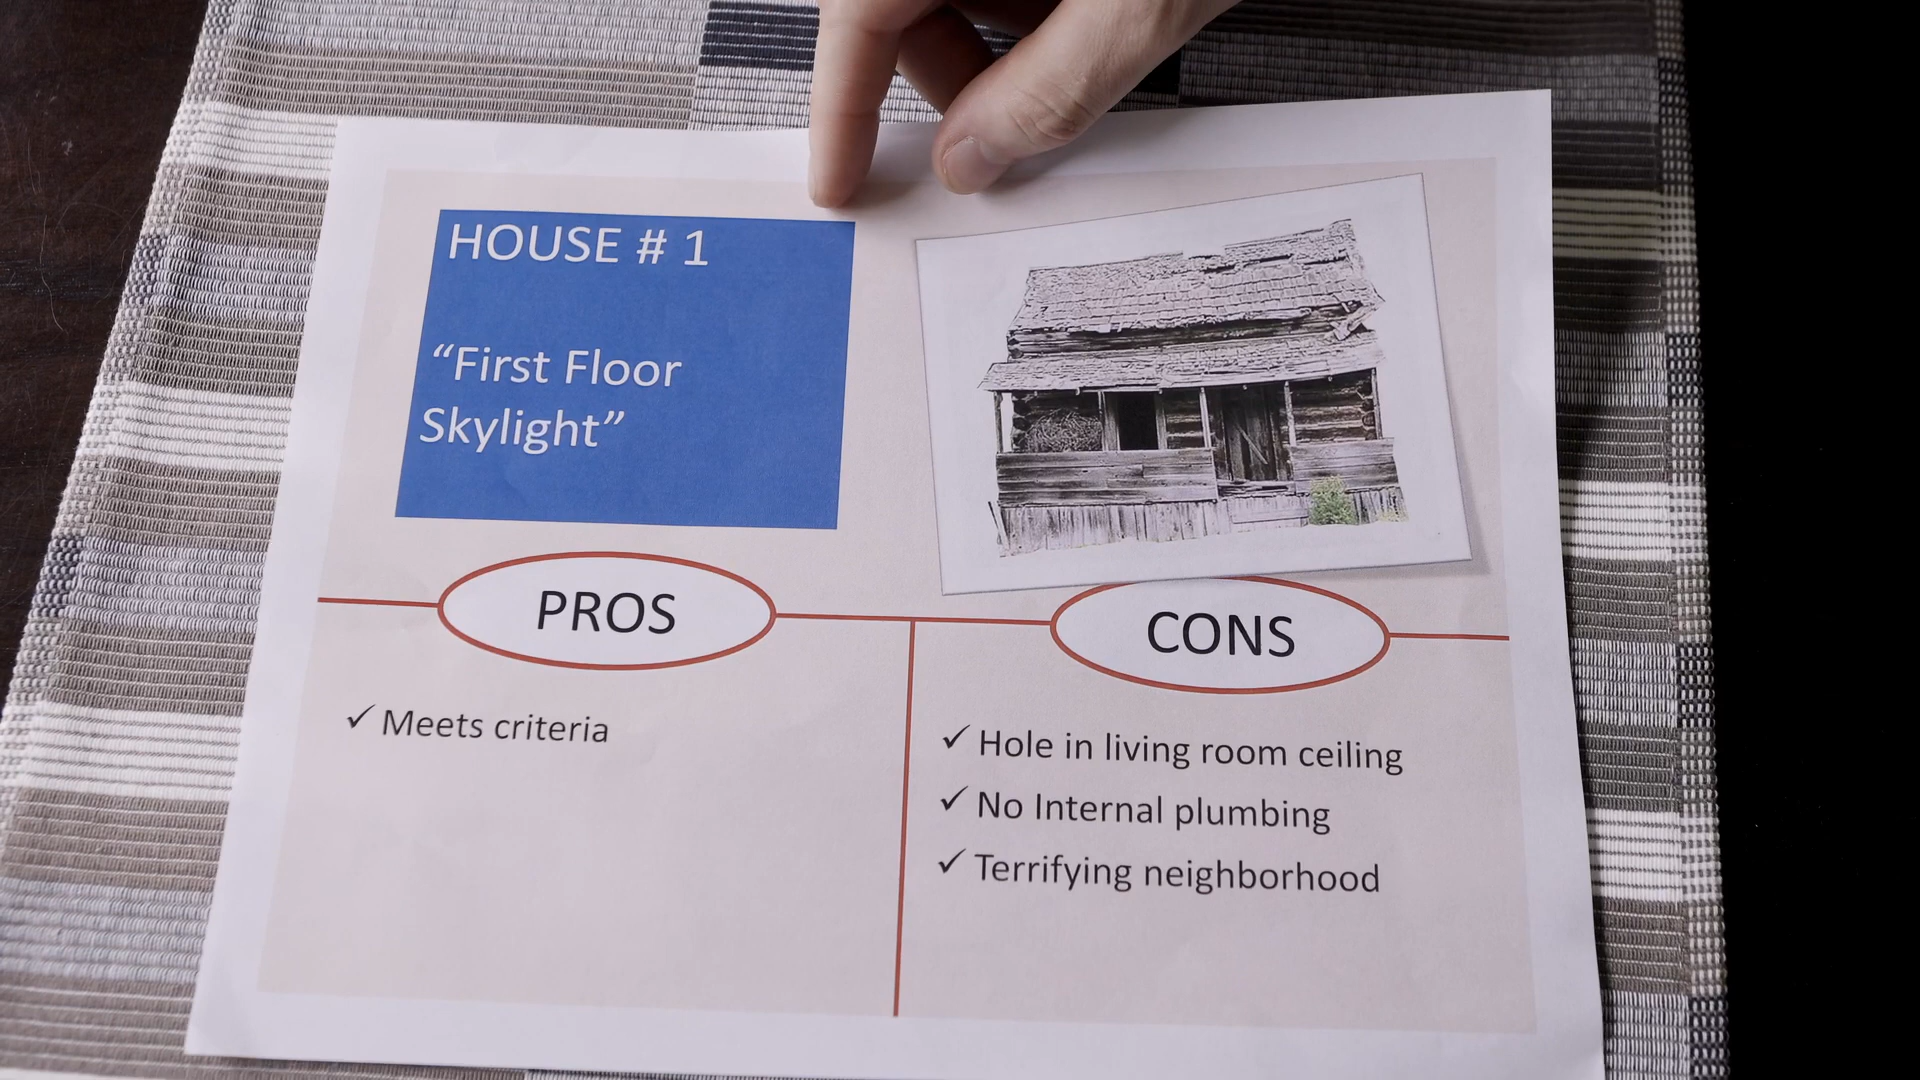 HOUSE # 1
“First Floor
Skylight”
PROS
CONS
✓ Meets criteria
✓ Hole in living room ceiling
✓ No Internal plumbing
✓ Terrifying neighborhood